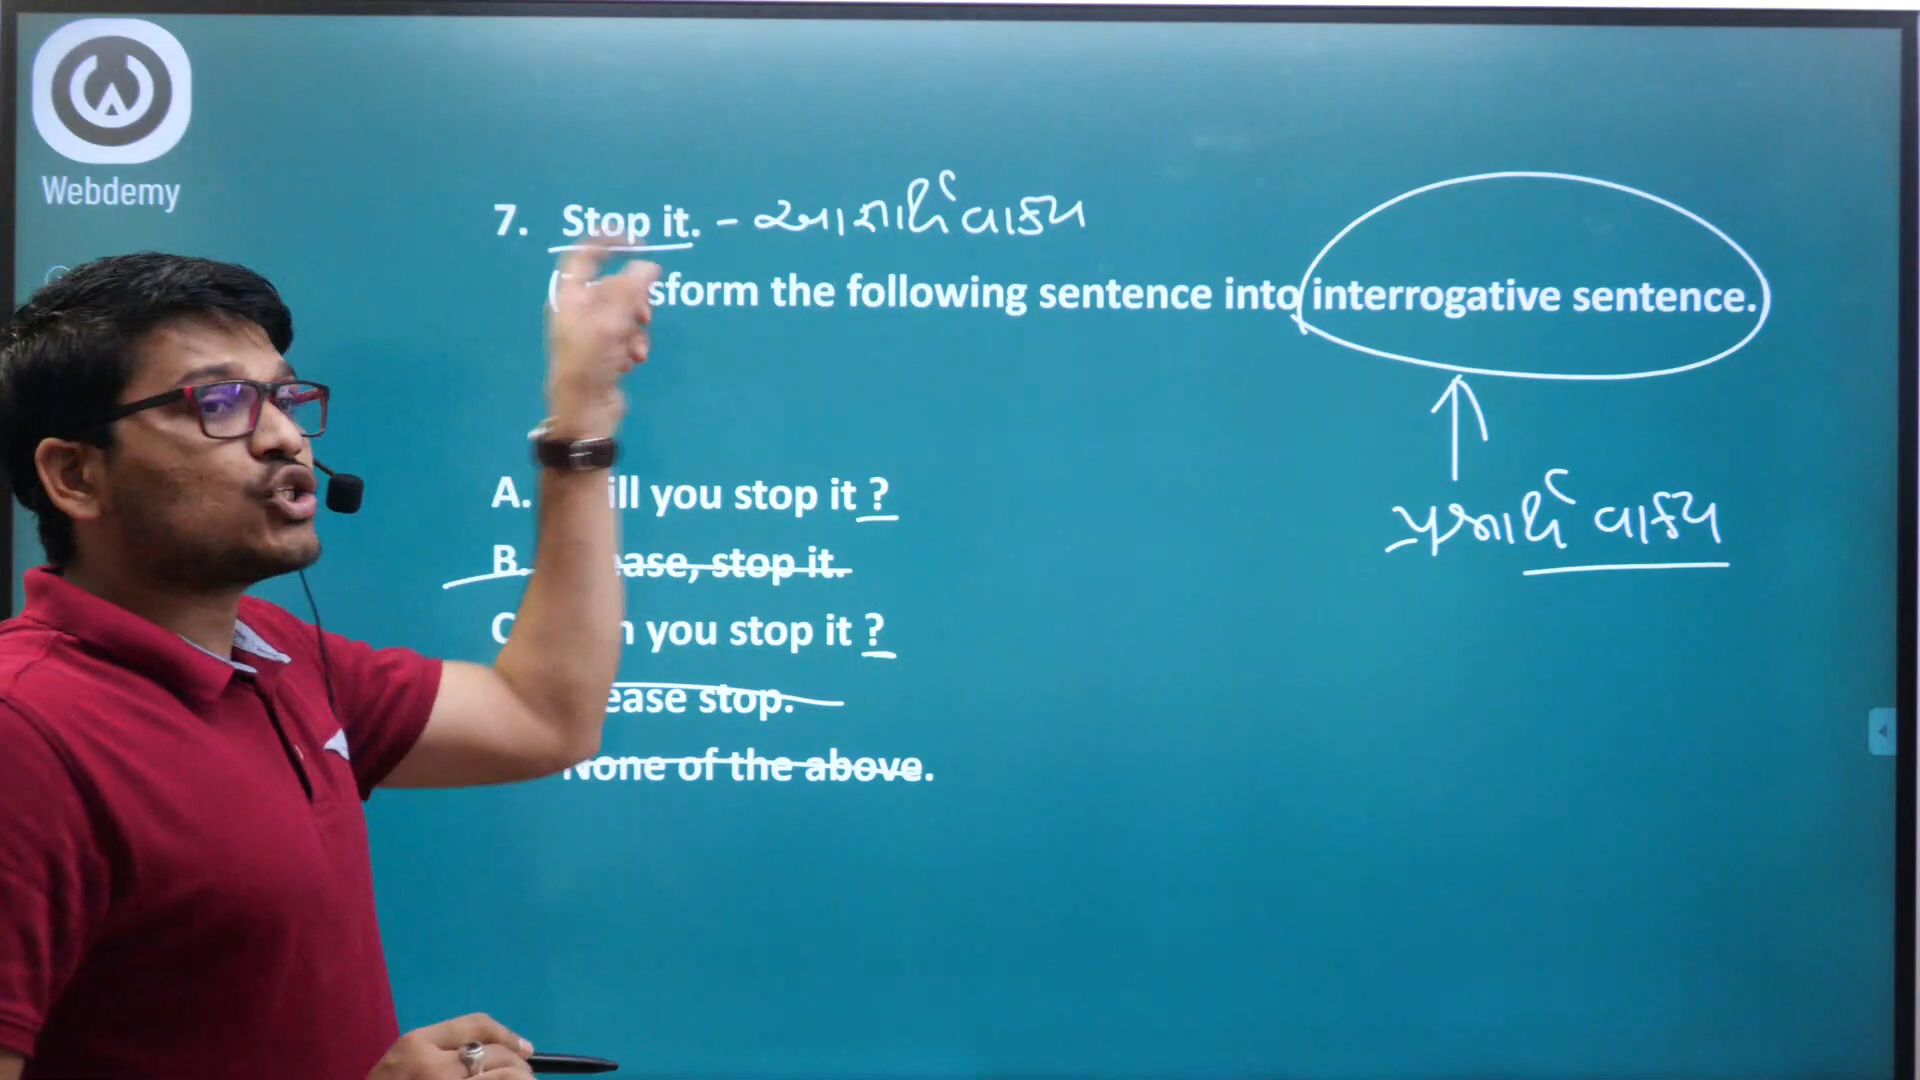 Webdemy
7. Stop it. - આજ્ઞાર્થ વાક્ય
sform the following sentence into interrogative sentence.
A. ill you stop it ?
B. ase, stop it.
પ્રશ્નાર્થ વાક્ય
C you stop it ?
ease stop.
None of the above.